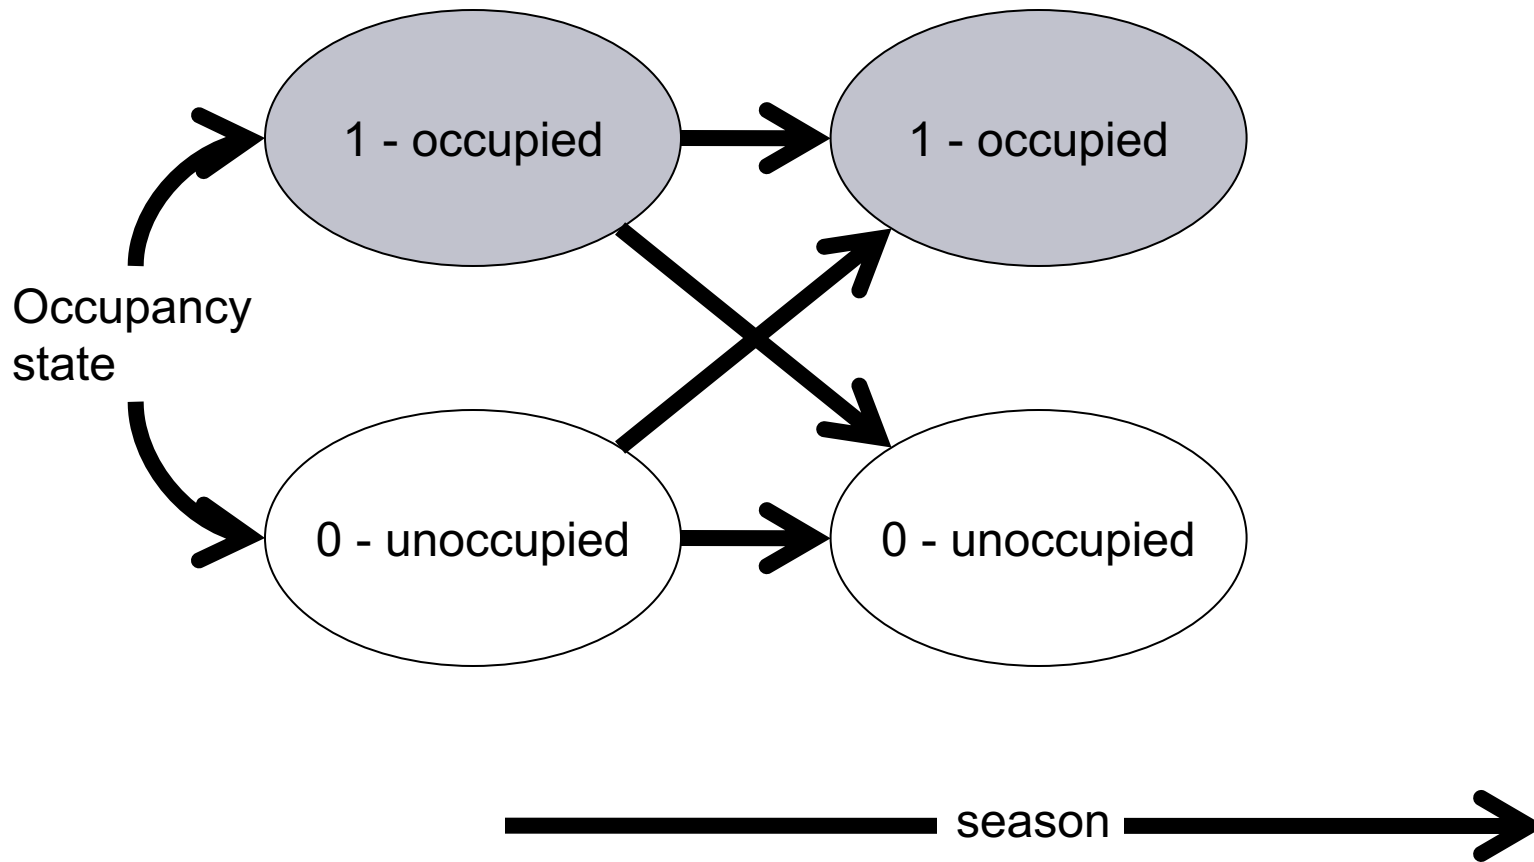 1 - occupied
1 - occupied
Occupancy
state
0 - unoccupied
0 - unoccupied
season